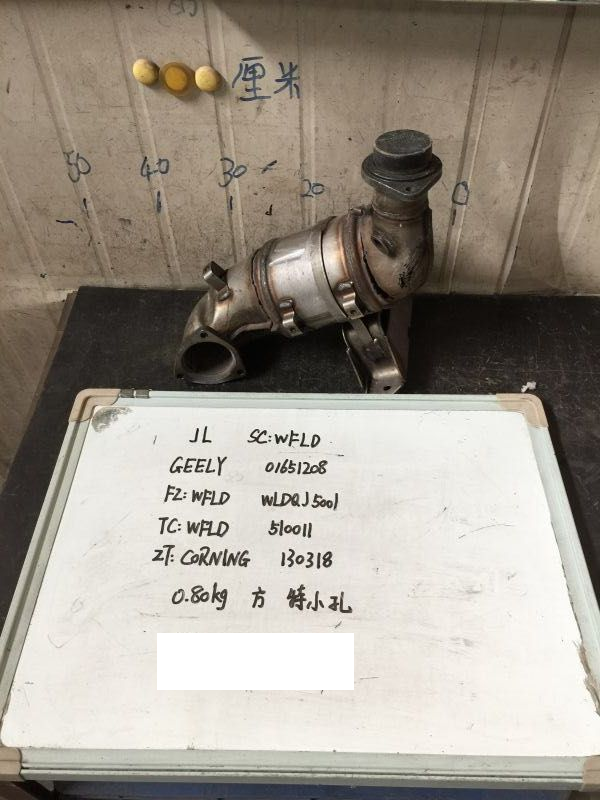 厘米
50 40 30 20 0
JL SC:WFLD
GEELY 01651208
FZ:WFLD WLDQJ5001
TC:WFLD 510011
ZT:CORNING 130318
0.80kg 方 特小孔